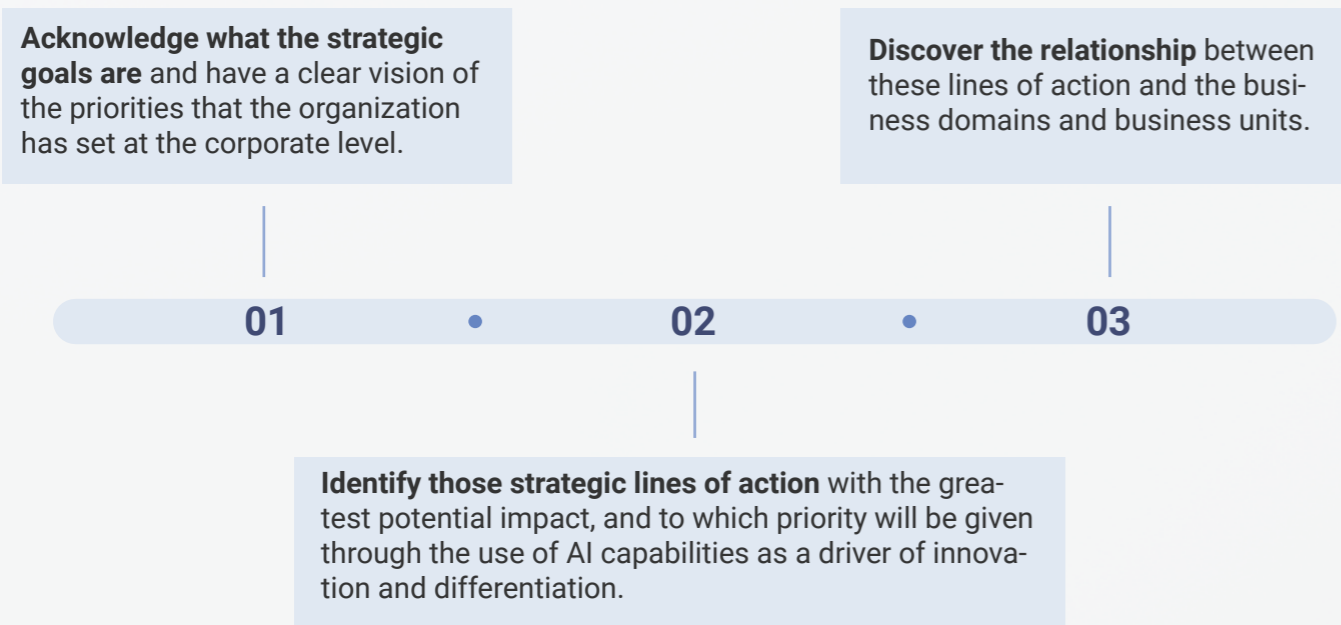 Acknowledge what the strategic
goals are and have a clear vision of
the priorities that the organization
has set at the corporate level.
Discover the relationship between
these lines of action and the busi-
ness domains and business units.
01
02
03
Identify those strategic lines of action with the grea-
test potential impact, and to which priority will be given
through the use of AI capabilities as a driver of innova-
tion and differentiation.